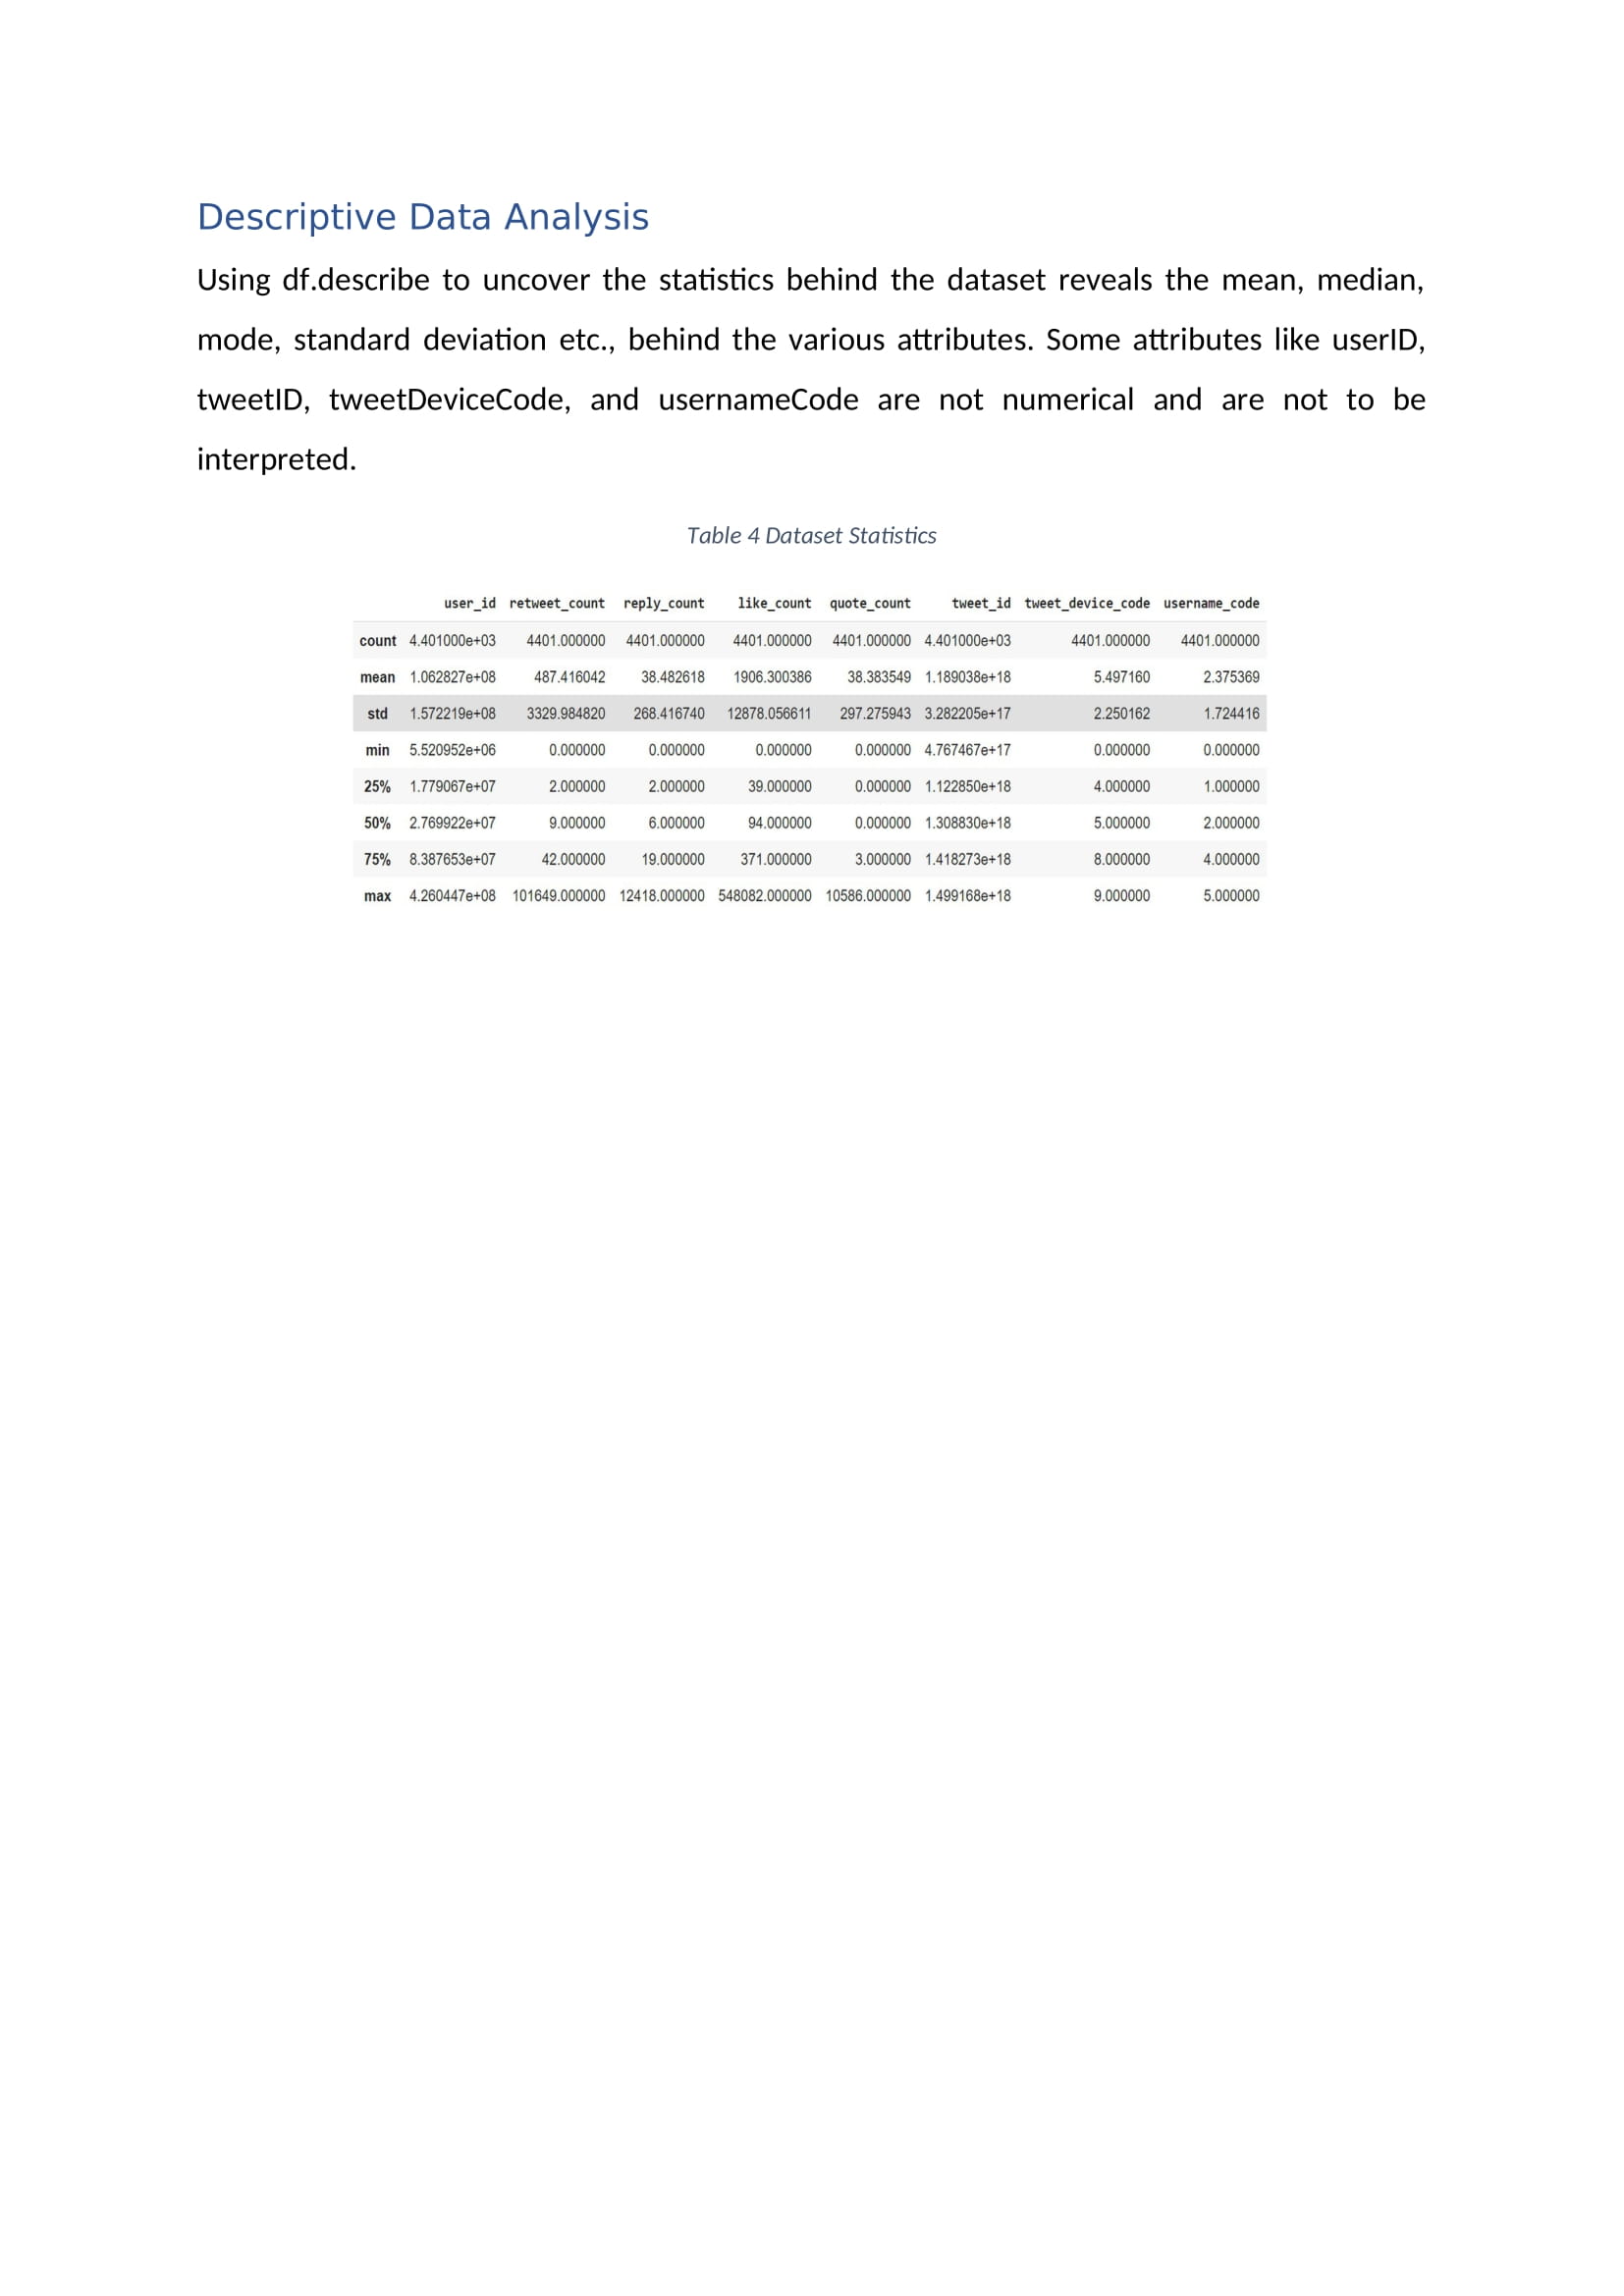 Descriptive Data Analysis
Using df.describe to uncover the statistics behind the dataset reveals the mean, median,
mode, standard deviation etc., behind the various attributes. Some attributes like userID,
tweetID, tweetDeviceCode, and usernameCode are not numerical and are not to be
interpreted.
Table 4 Dataset Statistics
user_id retweet_count reply_count like_count quote_count tweet_id tweet_device_code username_code
count 4.401000e+03 4401.000000 4401.000000 4401.000000 4401.000000 4.401000e+03 4401.000000 4401.000000
mean 1.062827e+08 487.416042 38.482618 1906.300386 38.383549 1.189038e+18 5.497160 2.375369
std 1.572219e+08 3329.984820 268.416740 12878.056611 297.275943 3.282205e+17 2.250162 1.724416
min 5.520952e+06 0.000000 0.000000 0.000000 0.000000 4.767467e+17 0.000000 0.000000
25% 1.779067e+07 2.000000 2.000000 39.000000 0.000000 1.122850e+18 4.000000 1.000000
50% 2.769922e+07 9.000000 6.000000 94.000000 0.000000 1.308830e+18 5.000000 2.000000
75% 8.387653e+07 42.000000 19.000000 371.000000 3.000000 1.418273e+18 8.000000 4.000000
max 4.260447e+08 101649.000000 12418.000000 548082.000000 10586.000000 1.499168e+18 9.000000 5.000000